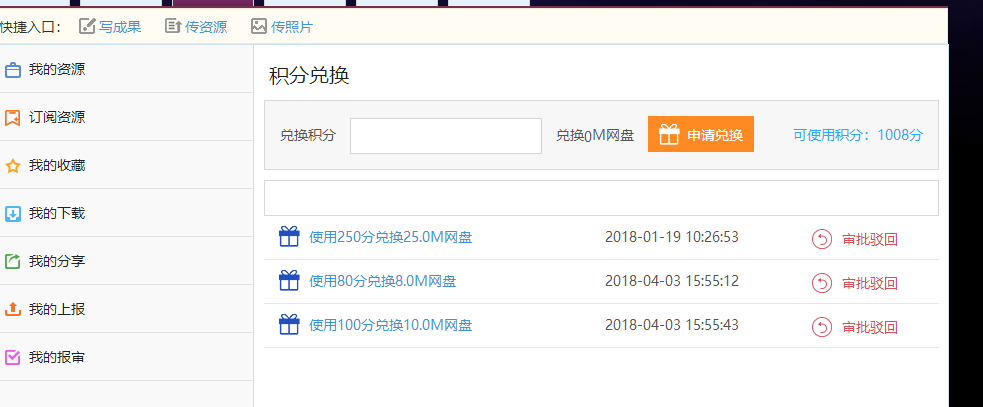 快捷入口： 写成果 传资源 传照片
我的资源
订阅资源
我的收藏
我的下载
我的分享
我的上报
我的报审
积分兑换
兑换积分 兑换0M网盘 申请兑换 可使用积分：1008分
使用250分兑换25.0M网盘 2018-01-19 10:26:53 审批驳回
使用80分兑换8.0M网盘 2018-04-03 15:55:12 审批驳回
使用100分兑换10.0M网盘 2018-04-03 15:55:43 审批驳回